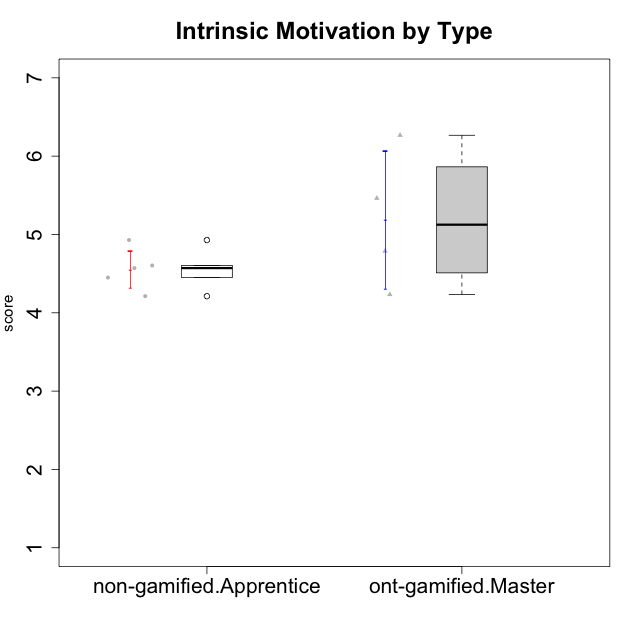 Intrinsic Motivation by Type
score
7
6
5
4
3
2
1
non-gamified.Apprentice
ont-gamified.Master